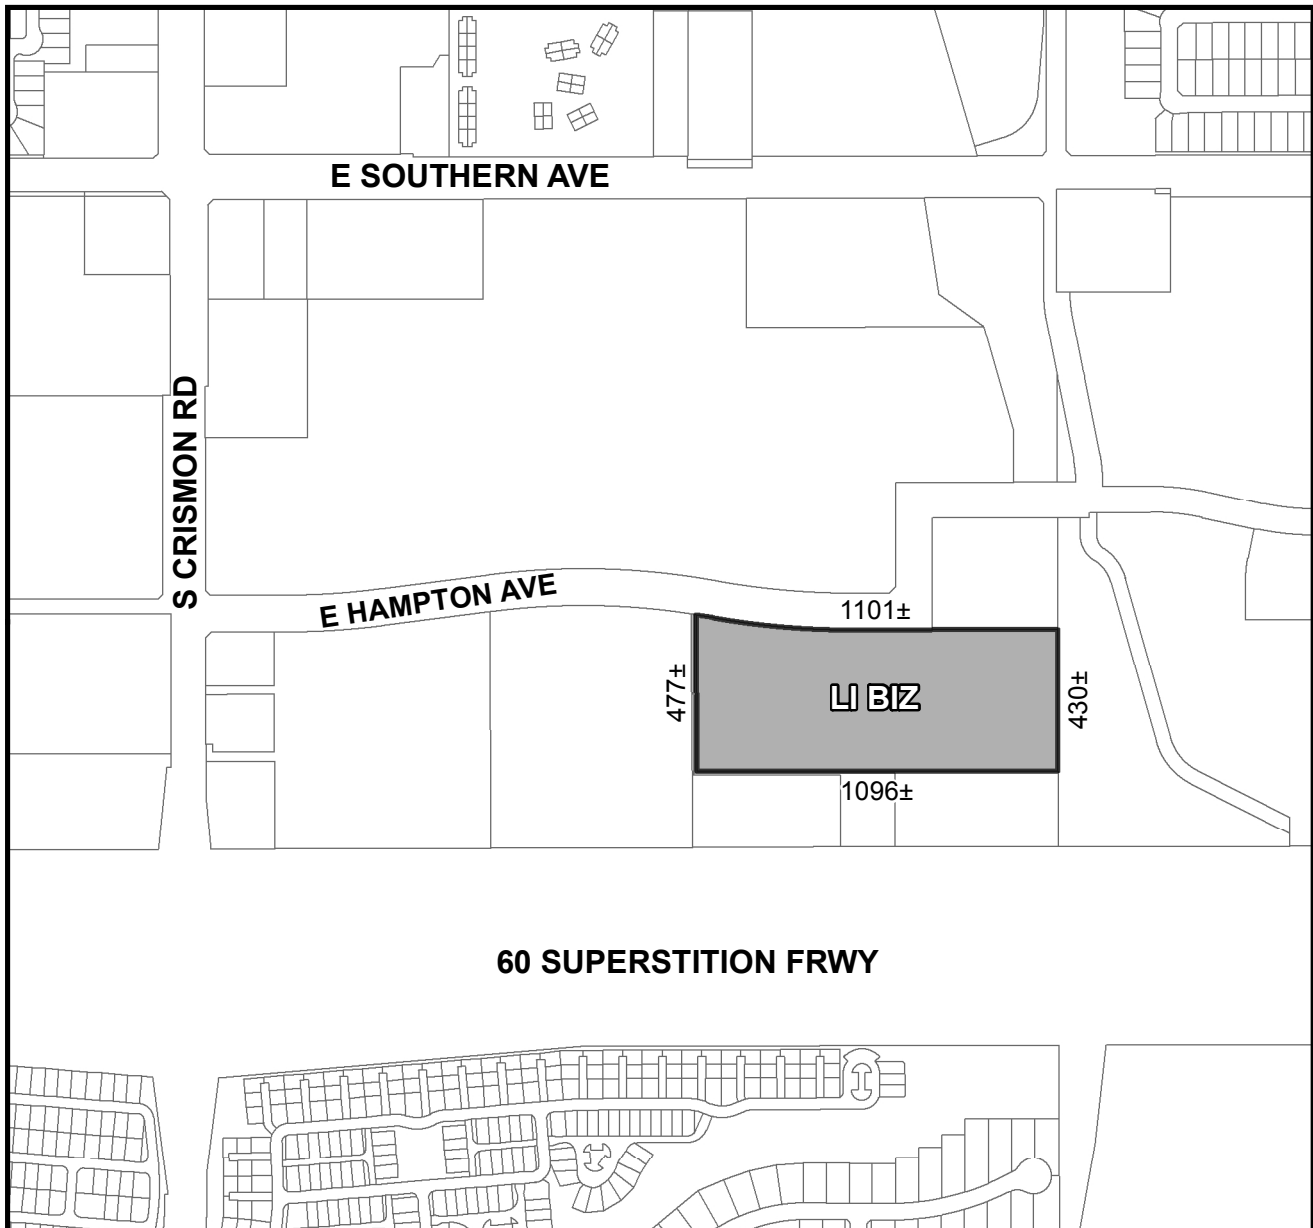 E SOUTHERN AVE
S CRISMON RD
E HAMPTON AVE
1101±
477±
LI BIZ
430±
1096±
60 SUPERSTITION FRWY